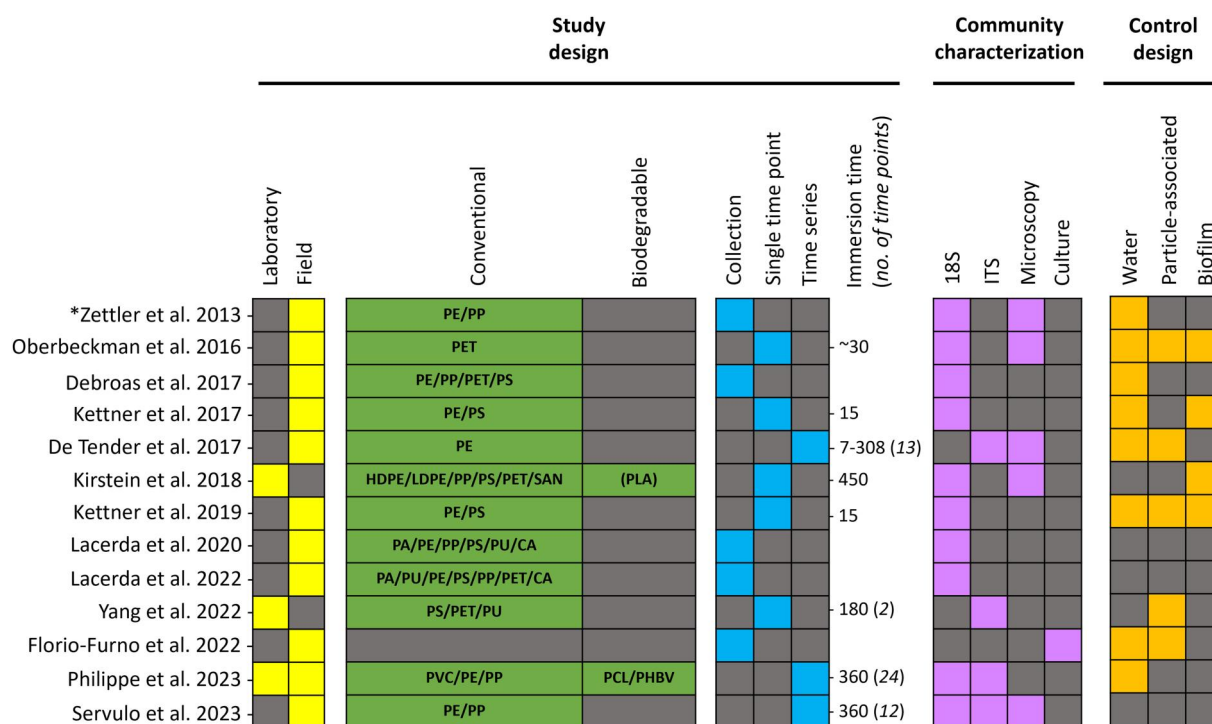 Study
design
Community
characterization
Control
design
Laboratory
Field
Conventional
Biodegradable
Collection
Single time point
Time series
Immersion time
(no. of time points)
18S
ITS
Microscopy
Culture
Water
Particle-associated
Biofilm
*Zettler et al. 2013 PE/PP
Oberbeckman et al. 2016 PET ~30
Debroas et al. 2017 PE/PP/PET/PS
Kettner et al. 2017 PE/PS 15
De Tender et al. 2017 PE 7-308 (13)
Kirstein et al. 2018 HDPE/LDPE/PP/PS/PET/SAN (PLA) 450
Kettner et al. 2019 PE/PS 15
Lacerda et al. 2020 PA/PE/PP/PS/PU/CA
Lacerda et al. 2022 PA/PU/PE/PS/PP/PET/CA
Yang et al. 2022 PS/PET/PU 180 (2)
Florio-Furno et al. 2022
Philippe et al. 2023 PVC/PE/PP PCL/PHBV 360 (24)
Servulo et al. 2023 PE/PP 360 (12)